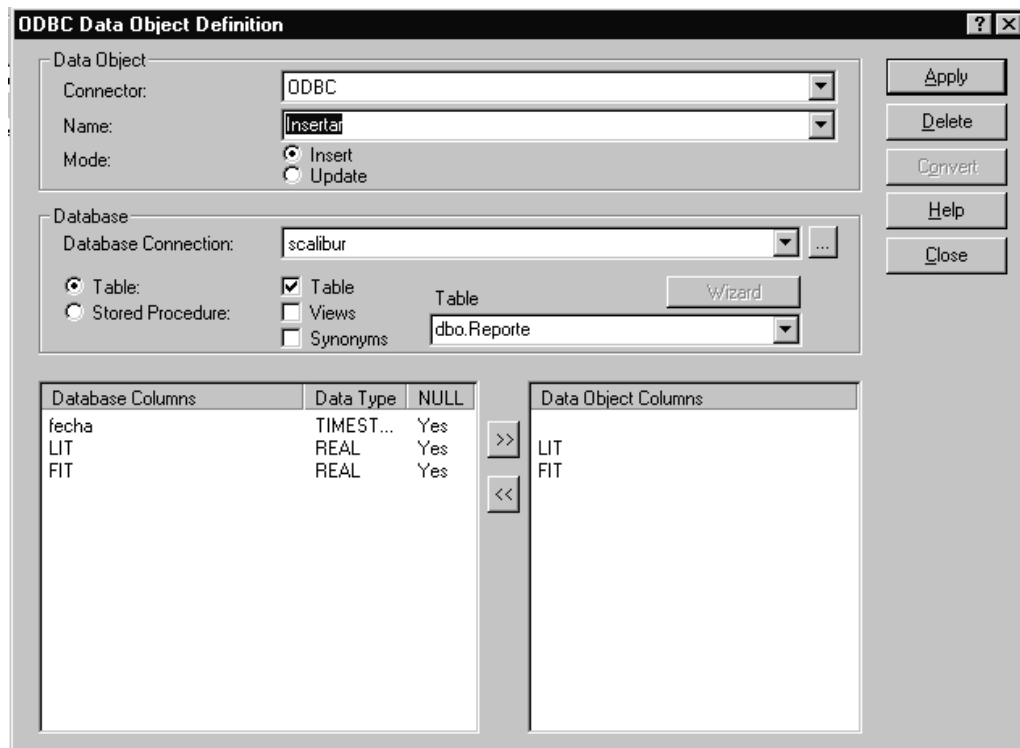 ODBC Data Object Definition
Data Object
Connector: ODBC
Name: Insertar
Mode: Insert
Update
Apply
Delete
Convert
Help
Close
Database
Database Connection: scalibur ...
Table: Table Table Wizard
Stored Procedure: Views dbo.Reporte
Synonyms
Database Columns Data Type NULL
fecha TIMEST... Yes
LIT REAL Yes
FIT REAL Yes
>>
<<
Data Object Columns
LIT
FIT